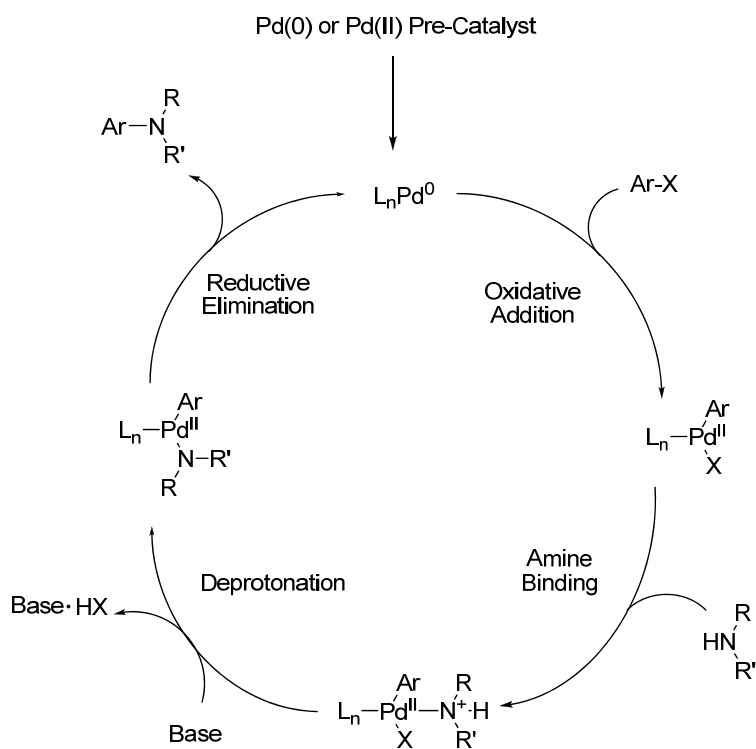 Pd(0) or Pd(II) Pre-Catalyst
R
Ar N
R'
LnPd0
Ar-X
Reductive
Elimination
Oxidative
Addition
Ar
Ln PdII
N R'
R
Ar
Ln PdII
X
Deprotonation
Amine
Binding
Base·HX
R
HN
R'
Base
Ar R
Ln PdII N+ H
X R'